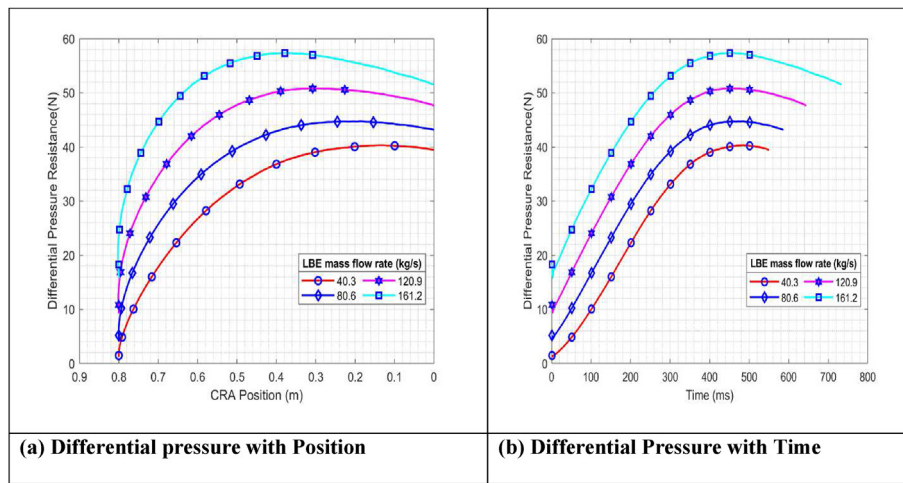 60
50
40
30
20
10
0
Differential Pressure Resistance(N)
0.9 0.8 0.7 0.6 0.5 0.4 0.3 0.2 0.1 0
CRA Position (m)
LBE mass flow rate (kg/s)
40.3 120.9
80.6 161.2
60
50
40
30
20
10
0
Differential Pressure Resistance(N)
0 100 200 300 400 500 600 700 800
Time (ms)
LBE mass flow rate (kg/s)
40.3 120.9
80.6 161.2
(a) Differential pressure with Position
(b) Differential Pressure with Time